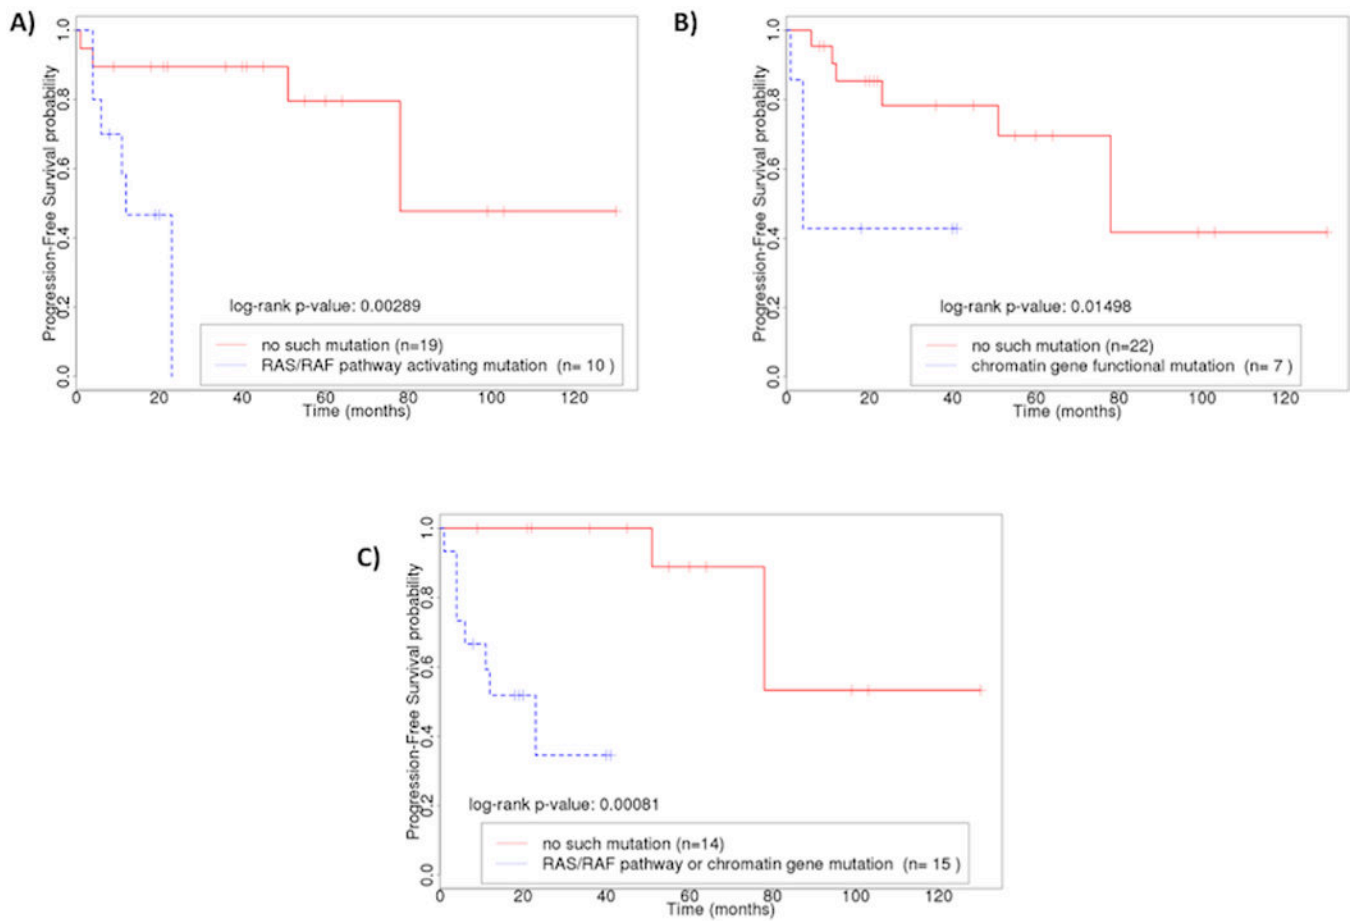 A)
Progression-Free Survival probability
1.0
0.8
0.6
0.4
0.2
0.0
log-rank p-value: 0.00289
no such mutation (n=19)
RAS/RAF pathway activating mutation (n= 10 )
0 20 40 60 80 100 120
Time (months)
B)
Progression-Free Survival probability
1.0
0.8
0.6
0.4
0.2
0.0
log-rank p-value: 0.01498
no such mutation (n=22)
chromatin gene functional mutation (n= 7 )
0 20 40 60 80 100 120
Time (months)
C)
Progression-Free Survival probability
1.0
0.8
0.6
0.4
0.2
0.0
log-rank p-value: 0.00081
no such mutation (n=14)
RAS/RAF pathway or chromatin gene mutation (n= 15 )
0 20 40 60 80 100 120
Time (months)